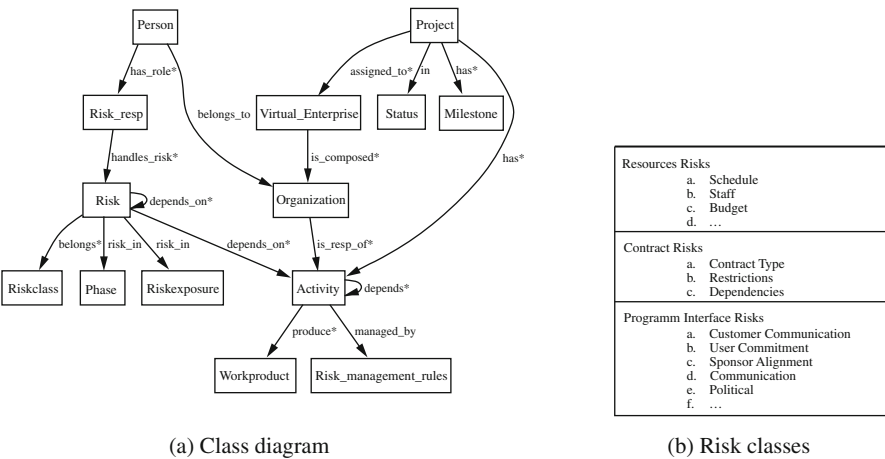 Person
Project
has_role*
assigned_to*
in
has*
Risk_resp
belongs_to
Virtual_Enterprise
Status
Milestone
handles_risk*
is_composed*
has*
Risk
depends_on*
Organization
belongs*
risk_in
risk_in
depends_on*
is_resp_of*
Riskclass
Phase
Riskexposure
Activity
depends*
produce*
managed_by
Workproduct
Risk_management_rules
(a) Class diagram
Resources Risks
a. Schedule
b. Staff
c. Budget
d. ...
Contract Risks
a. Contract Type
b. Restrictions
c. Dependencies
Programm Interface Risks
a. Customer Communication
b. User Commitment
c. Sponsor Alignment
d. Communication
e. Political
f. ...
(b) Risk classes